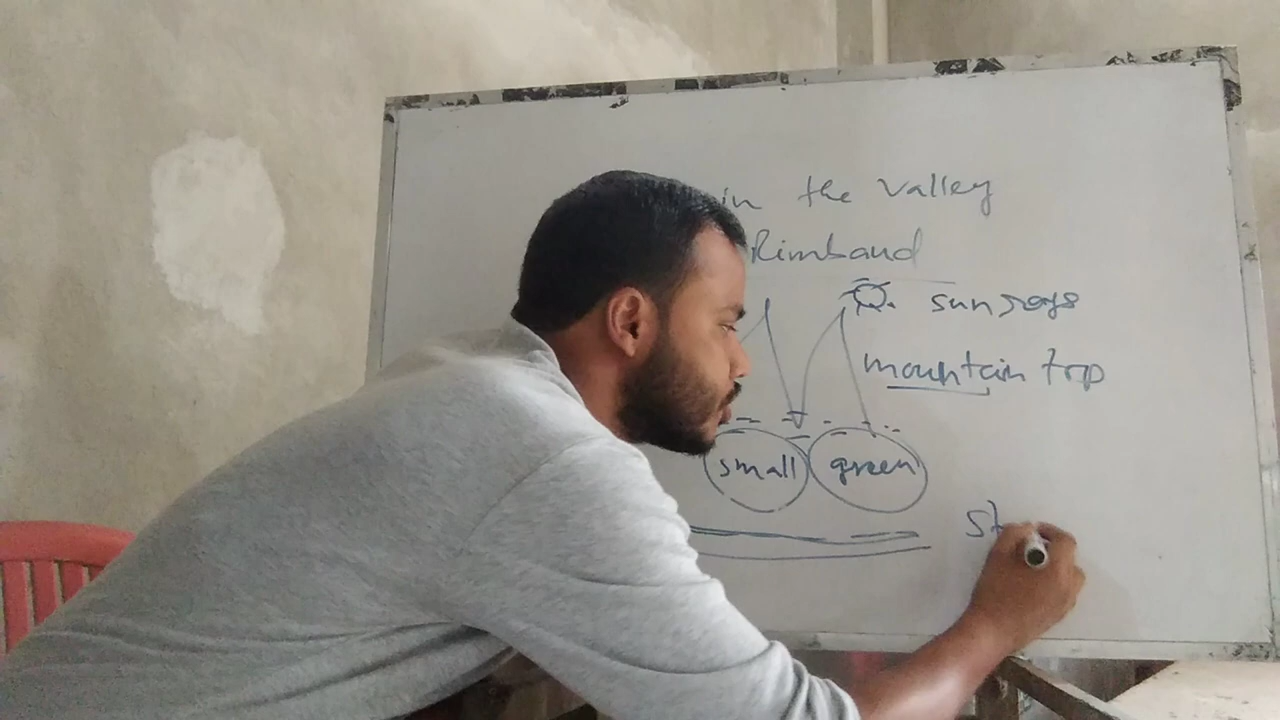 in the valley
Rimbaud
sun rays
mountain top
small green
St